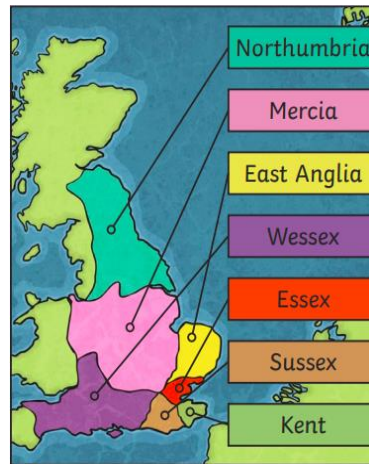 Northumbria
Mercia
East Anglia
Wessex
Essex
Sussex
Kent